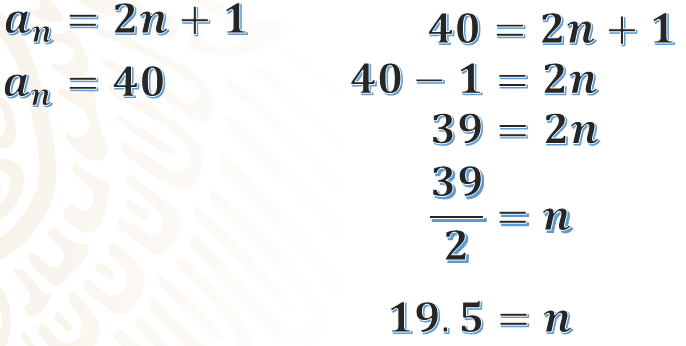 aₙ = 2n + 1
aₙ = 40
40 = 2n + 1
40 − 1 = 2n
39 = 2n
39/2 = n
19.5 = n